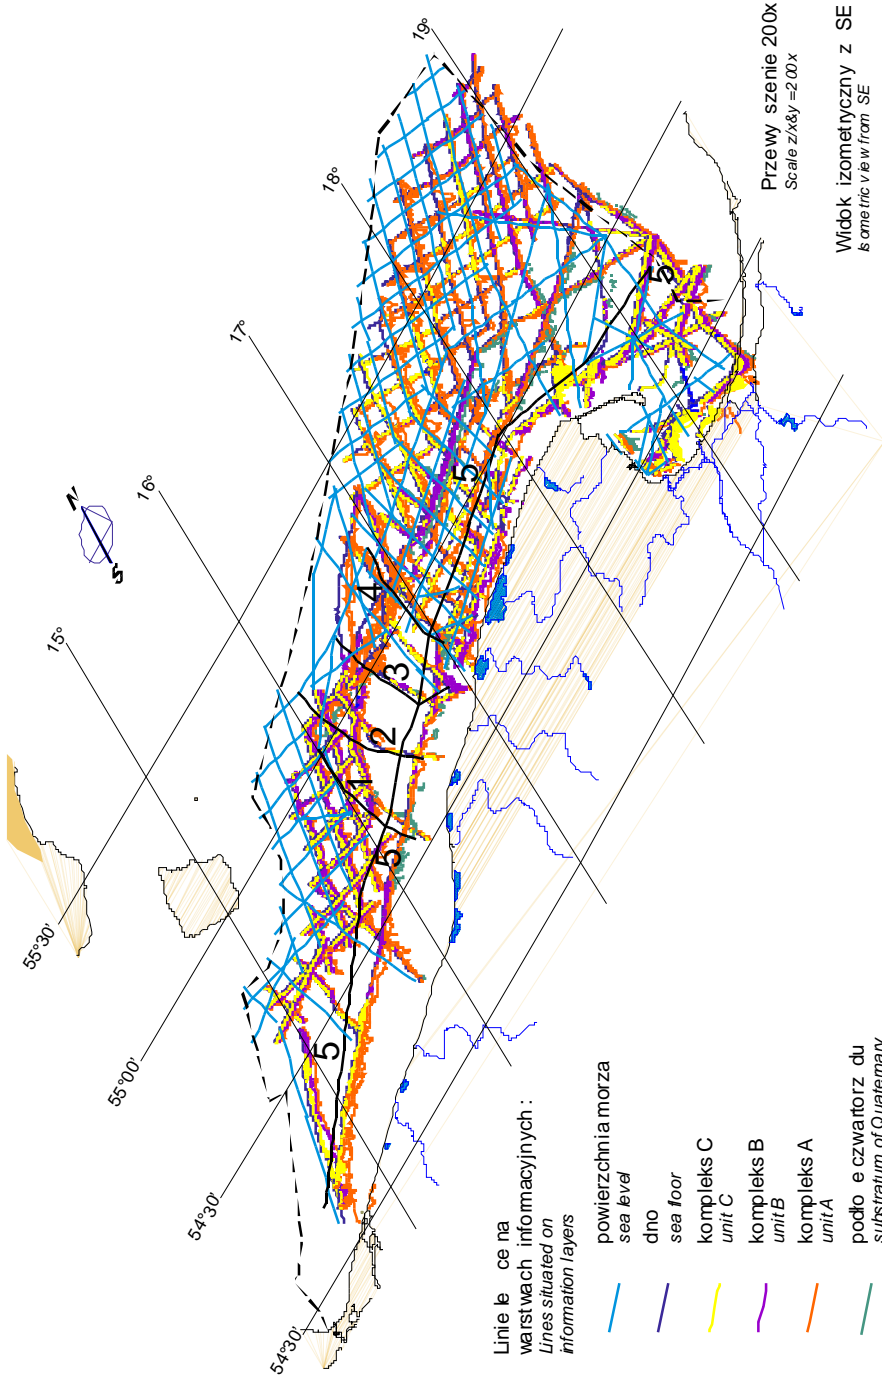 19°
18°
17°
16°
15°
N
S
55°30'
55°00'
54°30'
54°30'
1
2
3
4
5
5
5
5
Przewy szenie 200x
Scale z/x&y =200x
Widok izometryczny z SE
Isometric view from SE
Linie le ce na
warstwach informacyjnych :
Lines situated on
information layers
powierzchnia morza
sea level
dno
sea floor
kompleks C
unit C
kompleks B
unit B
kompleks A
unit A
podło e czwartorz du
substratum of Quaternary